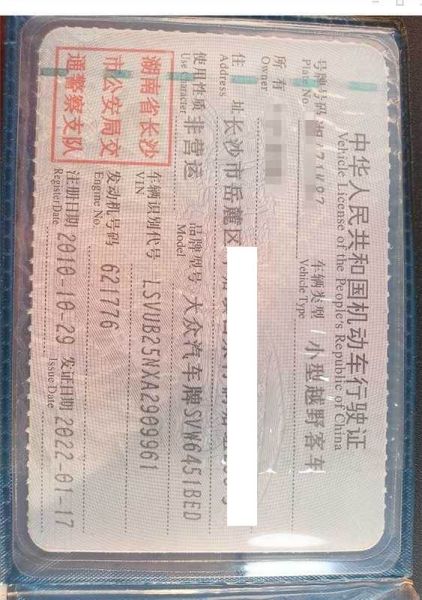 中华人民共和国机动车行驶证
Vehicle License of the People's Republic of China
号牌号码
Plate No.
车辆类型 小型越野客车
Vehicle Type
所有
Owner
住 址 长沙市岳麓区
Address
使用性质 非营运
Use Character
品牌型号 大众汽车牌SVW6451BED
Model
湖南省长沙
市公安局交
通警察支队
车辆识别代号 LSVUB25NXA2909961
VIN
发动机号码 621776
Engine No.
注册日期 2010-10-29
Register Date
发证日期 2022-01-17
Issue Date